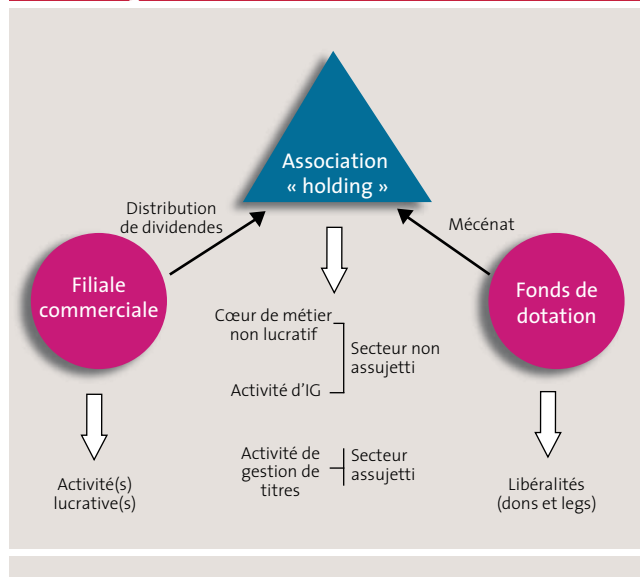 Association
« holding »
Distribution
de dividendes
Mécénat
Filiale
commerciale
Fonds de
dotation
Cœur de métier
non lucratif
Secteur non
assujetti
Activité d’IG
Activité de
gestion de
titres
Secteur
assujetti
Activité(s)
lucrative(s)
Libéralités
(dons et legs)